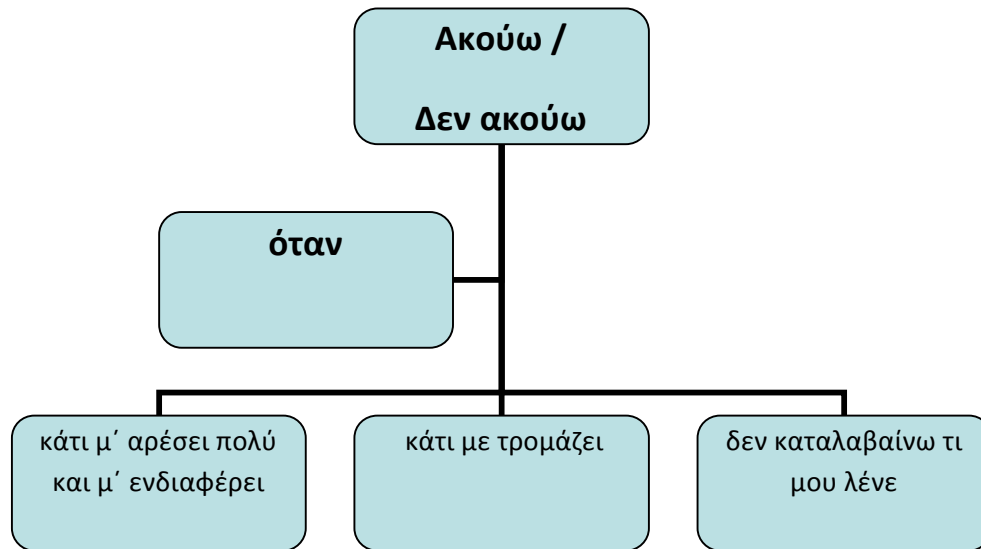 Ακούω /
Δεν ακούω
όταν
κάτι μ΄ αρέσει πολύ
και μ΄ ενδιαφέρει
κάτι με τρομάζει
δεν καταλαβαίνω τι
μου λένε